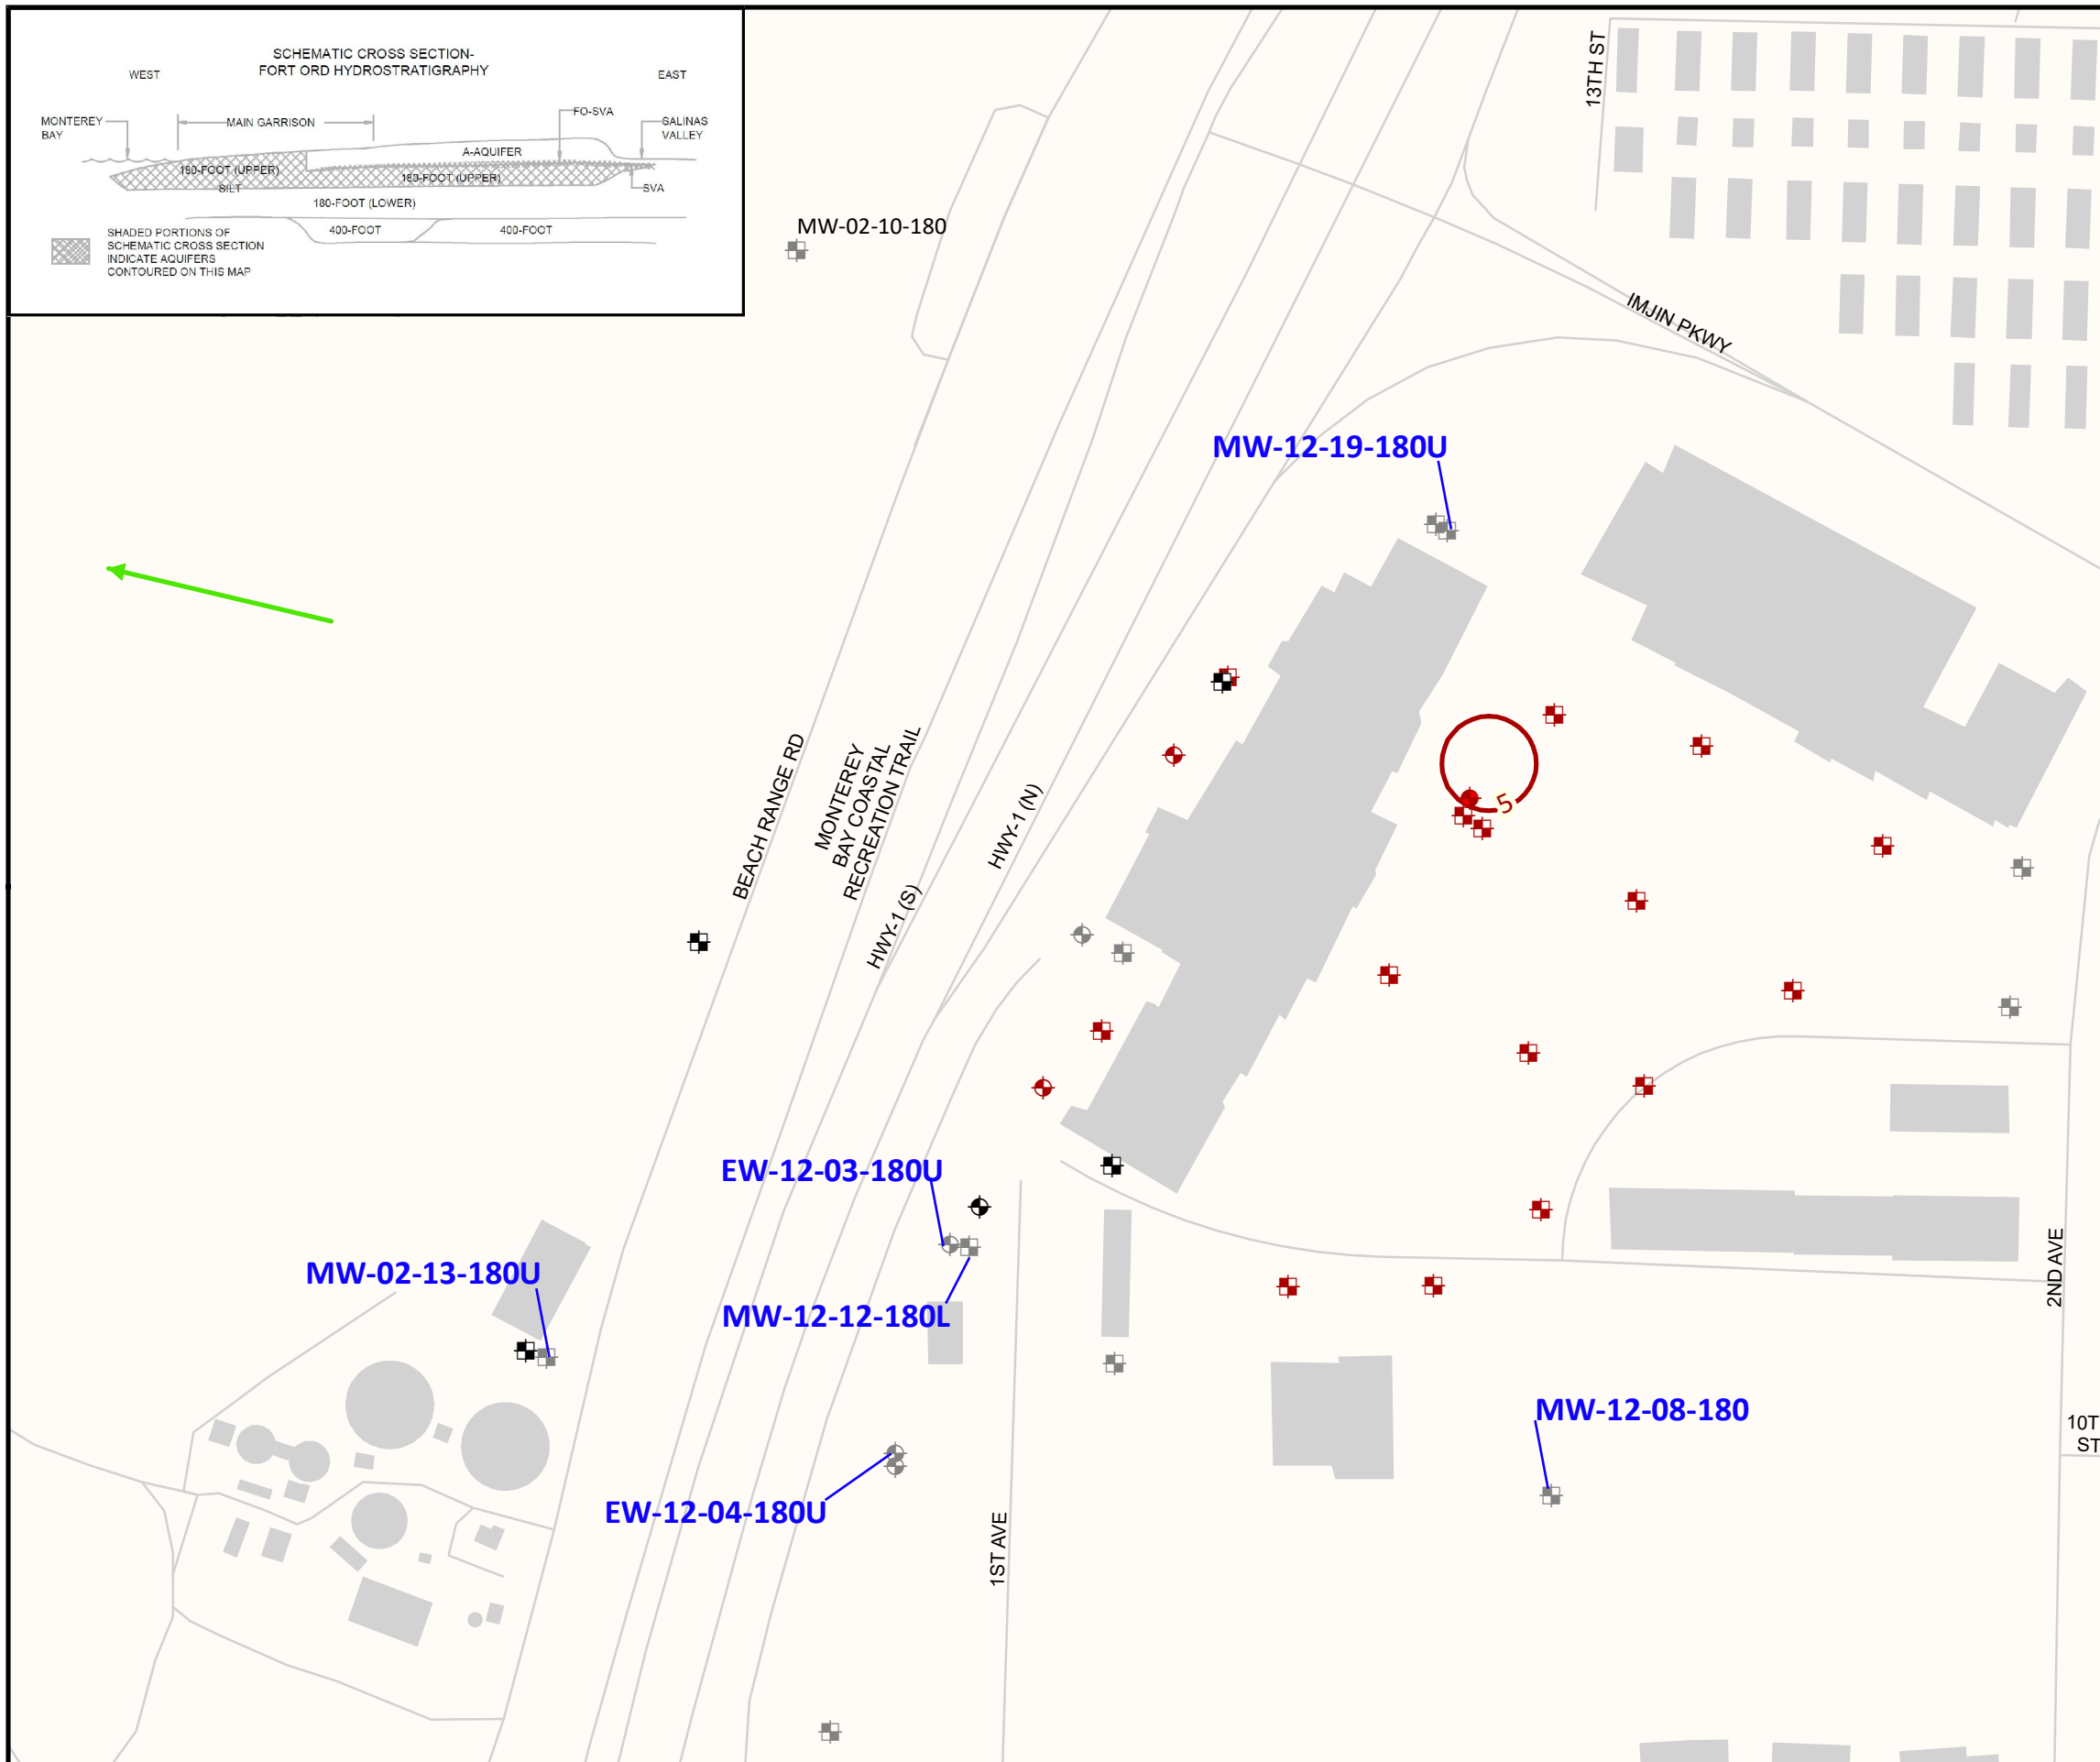 SCHEMATIC CROSS SECTION-
FORT ORD HYDROSTRATIGRAPHY
WEST
EAST
MONTEREY
BAY
MAIN GARRISON
FO-SVA
SALINAS
VALLEY
A-AQUIFER
180-FOOT (UPPER)
180-FOOT (UPPER)
SILT
SVA
180-FOOT (LOWER)
400-FOOT
400-FOOT
SHADED PORTIONS OF
SCHEMATIC CROSS SECTION
INDICATE AQUIFERS
CONTOURED ON THIS MAP
13TH ST
MW-02-10-180
IMJIN PKWY
MW-12-19-180U
BEACH RANGE RD
MONTEREY
BAY COASTAL
RECREATION TRAIL
HWY-1 (N)
HWY-1 (S)
5
EW-12-03-180U
MW-02-13-180U
MW-12-12-180L
2ND AVE
MW-12-08-180
10T
ST
EW-12-04-180U
1ST AVE